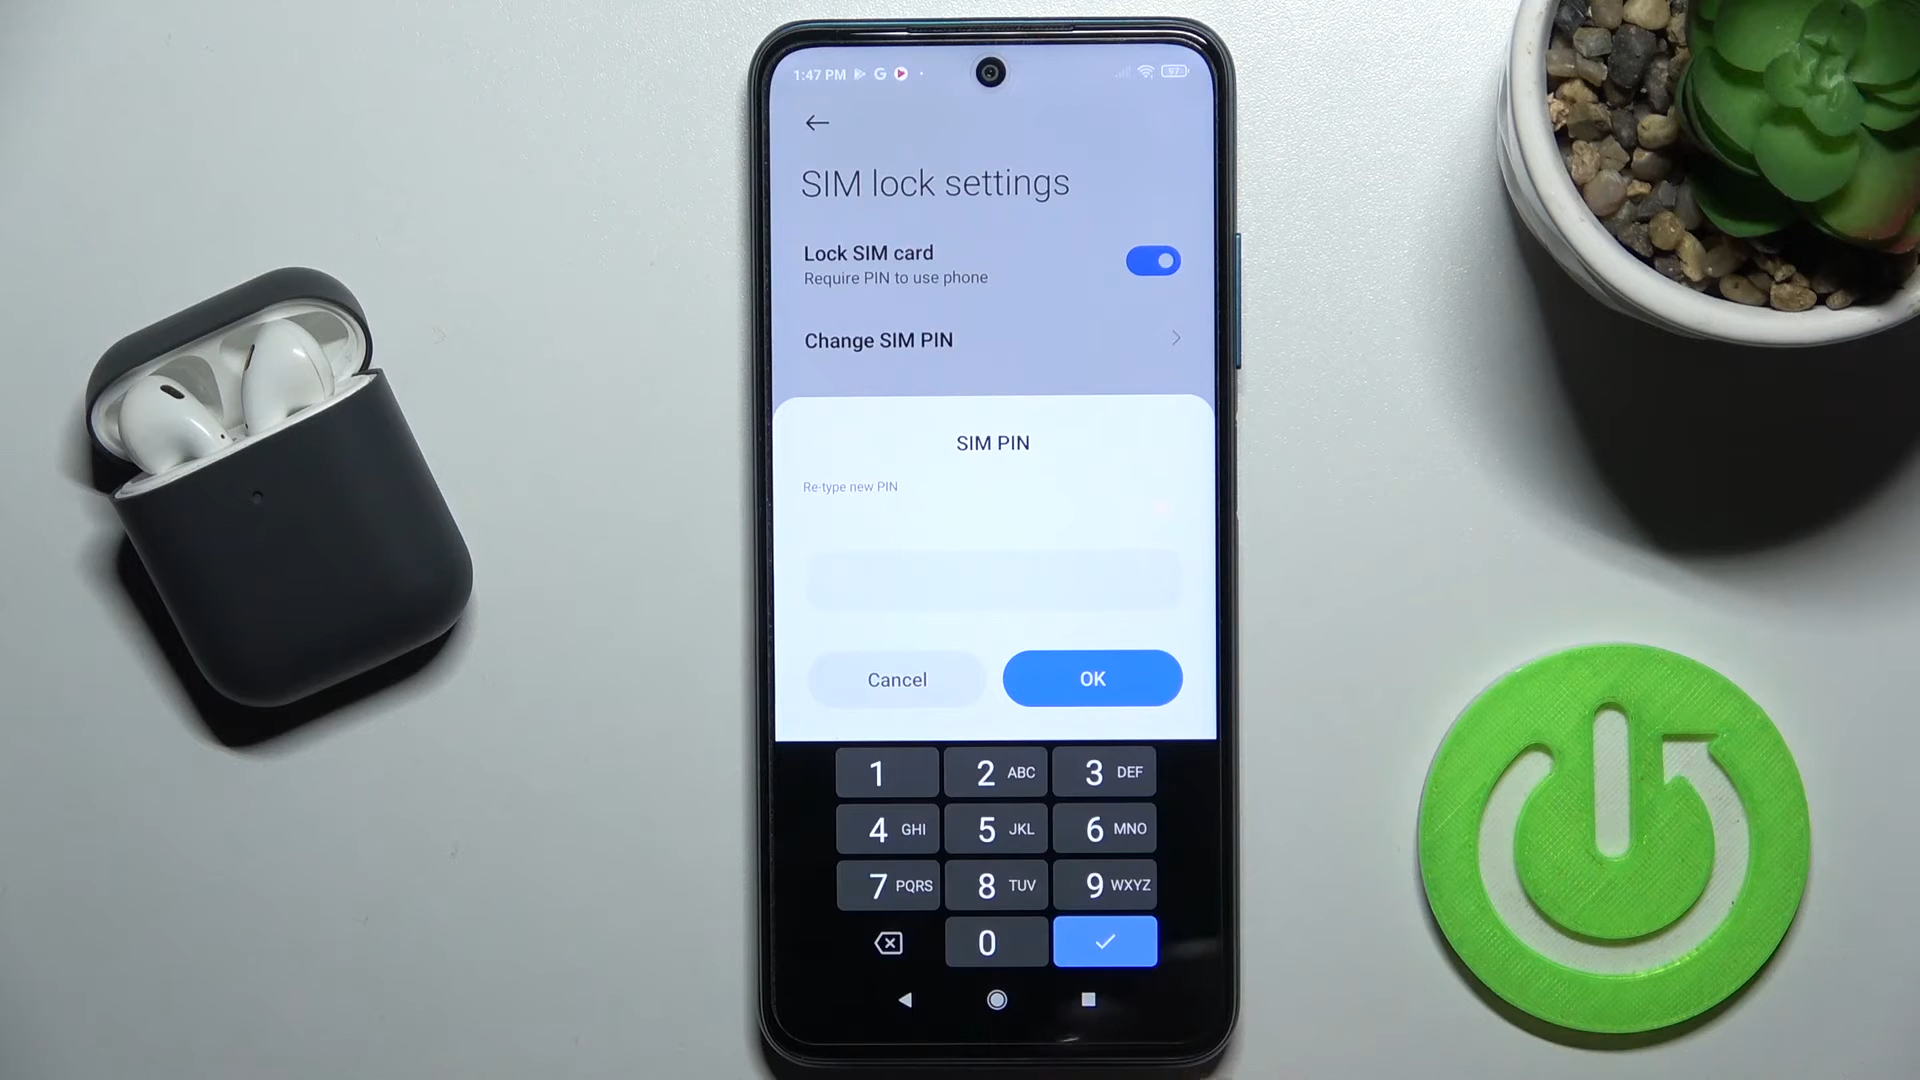 1:47 PM G 97
SIM lock settings
Lock SIM card
Require PIN to use phone
Change SIM PIN
SIM PIN
Re-type new PIN
Cancel OK
1 2 ABC 3 DEF
4 GHI 5 JKL 6 MNO
7 PQRS 8 TUV 9 WXYZ
0